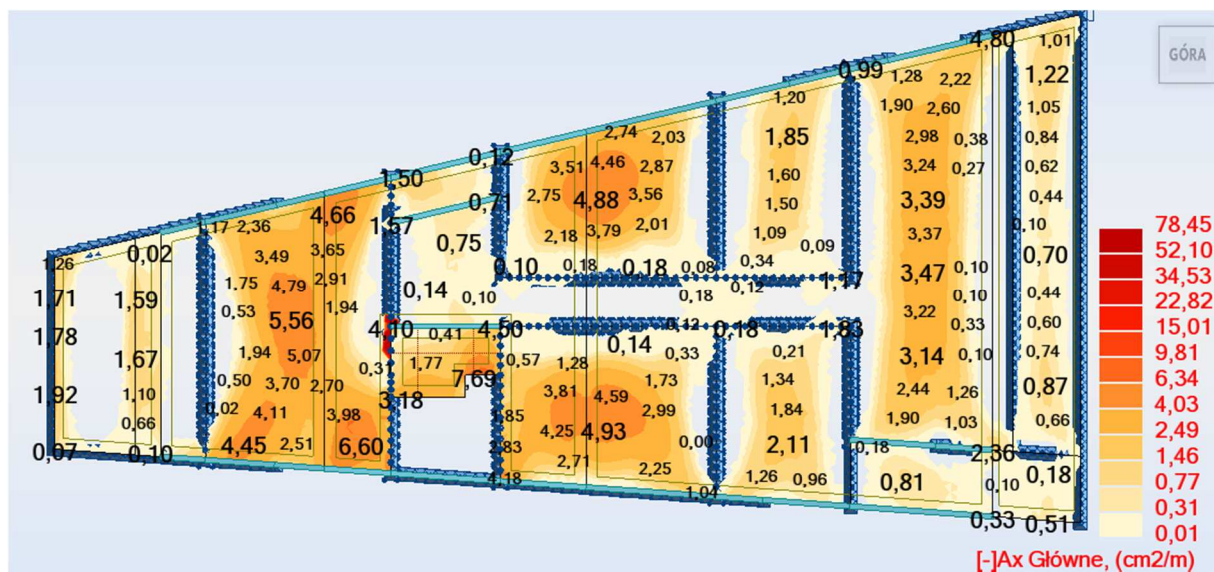 4,80 1,01
GÓRA
0,99 1,28 2,22 1,22
1,20 1,90 2,60 1,05
2,74 2,03 1,85 2,98 0,38 0,84
0,12 3,51 4,46 2,87 1,60 3,24 0,27 0,62
1,50 0,71 2,75 4,88 3,56 1,50 3,39 0,44
1,17 2,36 4,66 1,57 2,18 3,79 2,01 1,09 3,37 0,10
0,02 3,49 3,65 0,75 0,18 0,09 0,70
1,26 1,75 4,79 2,91 0,10 0,18 0,08 0,34 1,17 3,47 0,10
1,71 1,59 0,53 1,94 0,14 0,10 0,18 0,12 0,10 0,44
1,78 5,56 4,10 0,41 4,50 0,12 0,18 1,83 3,22 0,33 0,60
1,67 1,94 5,07 0,31 1,77 0,57 1,28 0,14 0,33 0,21 3,14 0,10 0,74
1,92 1,10 0,50 3,70 2,70 7,69 3,81 4,59 1,73 1,34 2,44 1,26 0,87
0,66 0,02 4,11 3,98 3,18 1,85 4,25 4,93 2,99 1,84 1,90 1,03 0,66
0,07 0,10 4,45 2,51 6,60 2,83 2,71 2,25 0,00 2,11 0,18 2,36
4,18 1,04 1,26 0,96 0,81 0,10 0,18
0,33 0,51
78,45
52,10
34,53
22,82
15,01
9,81
6,34
4,03
2,49
1,46
0,77
0,31
0,01
[-]Ax Główne, (cm2/m)